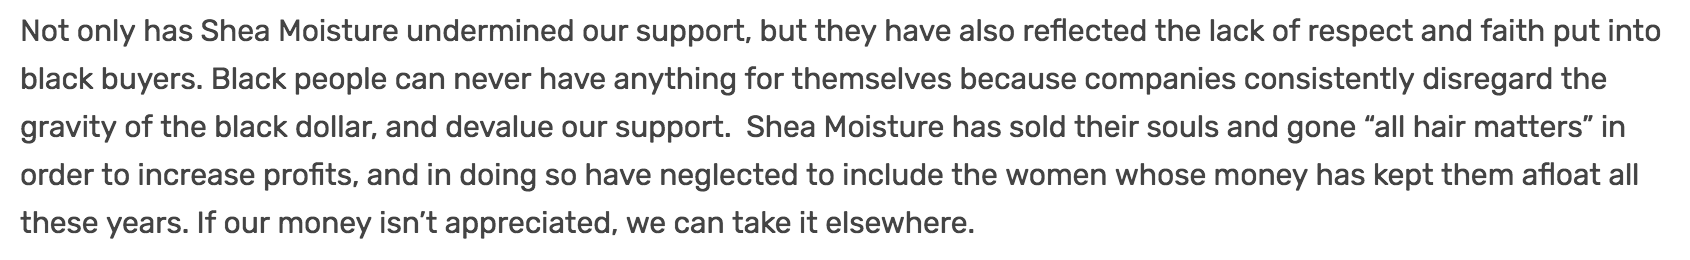 Not only has Shea Moisture undermined our support, but they have also reflected the lack of respect and faith put into
black buyers. Black people can never have anything for themselves because companies consistently disregard the
gravity of the black dollar, and devalue our support.  Shea Moisture has sold their souls and gone “all hair matters” in
order to increase profits, and in doing so have neglected to include the women whose money has kept them afloat all
these years. If our money isn’t appreciated, we can take it elsewhere.